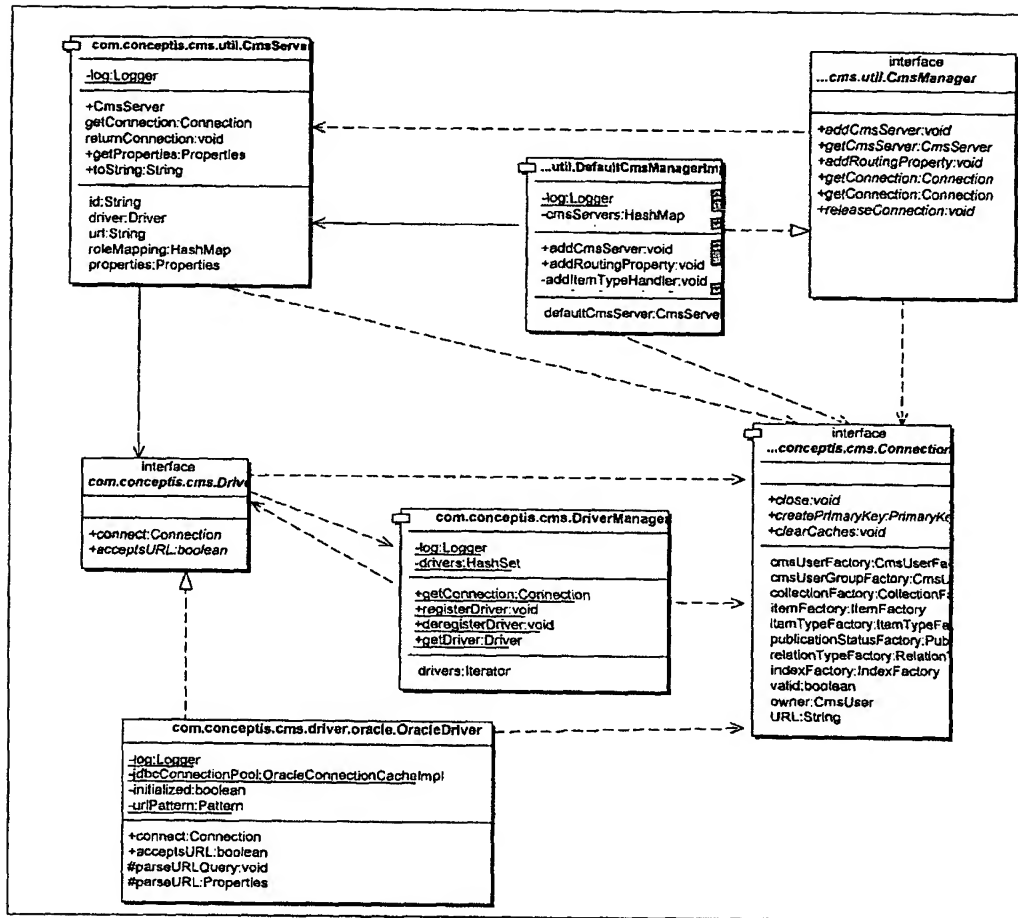 com.conceptis.cms.util.CmsServer
-log:Logger
+CmsServer
getConnection:Connection
returnConnection:void
+getProperties:Properties
+toString:String
id:String
driver:Driver
url:String
roleMapping:HashMap
properties:Properties
interface
...cms.util.CmsManager
+addCmsServer:void
+getCmsServer:CmsServer
+addRoutingProperty:void
+getConnection:Connection
+getConnection:Connection
+releaseConnection:void
...util.DefaultCmsManagerImp
-log:Logger
-cmsServers:HashMap
+addCmsServer:void
+addRoutingProperty:void
-addItemTypeHandler:void
defaultCmsServer:CmsServe
interface
com.conceptis.cms.Drive
+connect:Connection
+acceptsURL:boolean
com.conceptis.cms.DriverManager
-log:Logger
-drivers:HashSet
+getConnection:Connection
+registerDriver:void
+deregisterDriver:void
+getDriver:Driver
drivers:Iterator
interface
...conceptis.cms.Connection
+close:void
+createPrimaryKey:PrimaryKe
+clearCaches:void
cmsUserFactory:CmsUserFac
cmsUserGroupFactory:CmsU
collectionFactory:CollectionFa
itemFactory:ItemFactory
itemTypeFactory:ItemTypeFa
publicationStatusFactory:Pub
relationTypeFactory:RelationT
indexFactory:IndexFactory
valid:boolean
owner:CmsUser
URL:String
com.conceptis.cms.driver.oracle.OracleDriver
-log:Logger
-jdbcConnectionPool:OracleConnectionCacheImpl
-initialized:boolean
-urlPattern:Pattern
+connect:Connection
+acceptsURL:boolean
#parseURLQuery:void
#parseURL:Properties